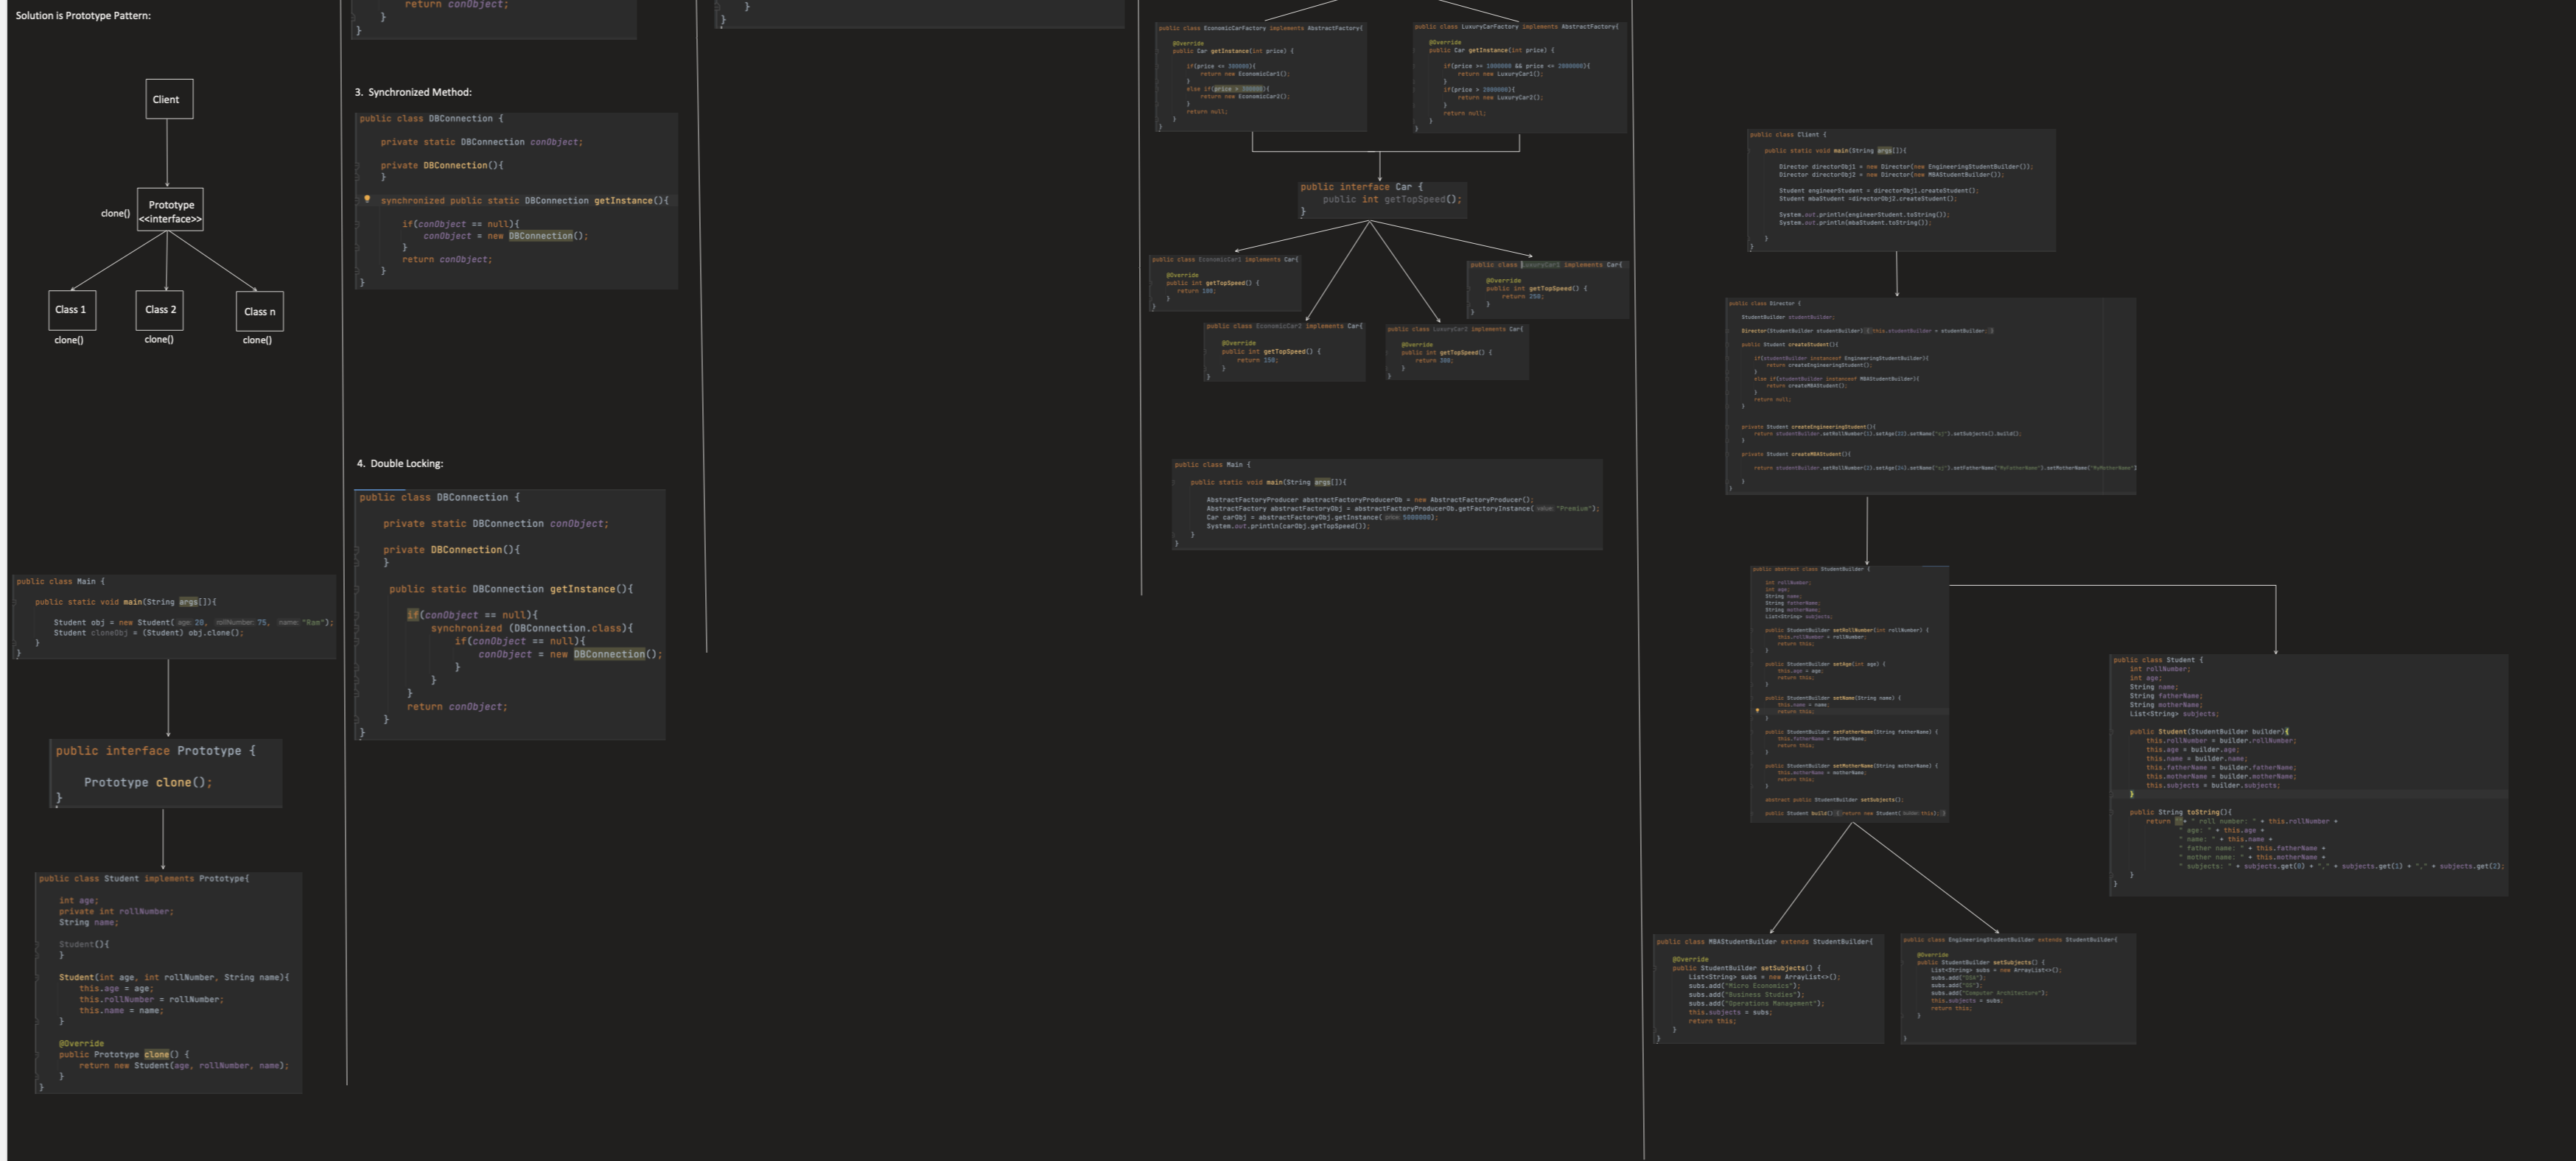 Solution is Prototype Pattern:
Client
Prototype
<<interface>>
clone()
Class 1
Class 2
Class n
clone()
clone()
clone()
public class Main {
public static void main(String args[]){
Student obj = new Student( age: 20, rollNumber: 75, name: "Ram");
Student cloneObj = (Student) obj.clone();
}
}
public interface Prototype {
Prototype clone();
}
public class Student implements Prototype{
int age;
private int rollNumber;
String name;
Student(){
}
Student(int age, int rollNumber, String name){
this.age = age;
this.rollNumber = rollNumber;
this.name = name;
}
@Override
public Prototype clone() {
return new Student(age, rollNumber, name);
}
}
return conObject;
}
}
3. Synchronized Method:
public class DBConnection {
private static DBConnection conObject;
private DBConnection(){
}
synchronized public static DBConnection getInstance(){
if(conObject == null){
conObject = new DBConnection();
}
return conObject;
}
}
4. Double Locking:
public class DBConnection {
private static DBConnection conObject;
private DBConnection(){
}
public static DBConnection getInstance(){
if(conObject == null){
synchronized (DBConnection.class){
if(conObject == null){
conObject = new DBConnection();
}
}
}
return conObject;
}
}
}
}
public class EconomicCarFactory implements AbstractFactory{
@Override
public Car getInstance(int price) {
if(price <= 300000){
return new EconomicCar1();
}
else if(price > 300000){
return new EconomicCar2();
}
return null;
}
}
public class LuxuryCarFactory implements AbstractFactory{
@Override
public Car getInstance(int price) {
if(price >= 1000000 && price <= 2000000){
return new LuxuryCar1();
}
if(price > 2000000){
return new LuxuryCar2();
}
return null;
}
}
public interface Car {
public int getTopSpeed();
}
public class EconomicCar1 implements Car{
@Override
public int getTopSpeed() {
return 100;
}
}
public class EconomicCar2 implements Car{
@Override
public int getTopSpeed() {
return 150;
}
}
public class LuxuryCar2 implements Car{
@Override
public int getTopSpeed() {
return 300;
}
}
public class LuxuryCar1 implements Car{
@Override
public int getTopSpeed() {
return 250;
}
}
public class Main {
public static void main(String args[]){
AbstractFactoryProducer abstractFactoryProducerOb = new AbstractFactoryProducer();
AbstractFactory abstractFactoryObj = abstractFactoryProducerOb.getFactoryInstance( value: "Premium");
Car carObj = abstractFactoryObj.getInstance( price: 5000000);
System.out.println(carObj.getTopSpeed());
}
}
public class Client {
public static void main(String args[]){
Director directorObj1 = new Director(new EngineeringStudentBuilder());
Director directorObj2 = new Director(new MBAStudentBuilder());
Student engineerStudent = directorObj1.createStudent();
Student mbaStudent =directorObj2.createStudent();
System.out.println(engineerStudent.toString());
System.out.println(mbaStudent.toString());
}
}
public class Director {
StudentBuilder studentBuilder;
Director(StudentBuilder studentBuilder) { this.studentBuilder = studentBuilder; }
public Student createStudent(){
if(studentBuilder instanceof EngineeringStudentBuilder){
return createEngineeringStudent();
}
else if(studentBuilder instanceof MBAStudentBuilder){
return createMBAStudent();
}
return null;
}
private Student createEngineeringStudent(){
return studentBuilder.setRollNumber(1).setAge(22).setName("sj").setSubjects().build();
}
private Student createMBAStudent(){
return studentBuilder.setRollNumber(2).setAge(24).setName("sj").setFatherName("MyFatherName").setMotherName("MyMotherName")
}
}
public abstract class StudentBuilder {
int rollNumber;
int age;
String name;
String fatherName;
String motherName;
List<String> subjects;
public StudentBuilder setRollNumber(int rollNumber) {
this.rollNumber = rollNumber;
return this;
}
public StudentBuilder setAge(int age) {
this.age = age;
return this;
}
public StudentBuilder setName(String name) {
this.name = name;
return this;
}
public StudentBuilder setFatherName(String fatherName) {
this.fatherName = fatherName;
return this;
}
public StudentBuilder setMotherName(String motherName) {
this.motherName = motherName;
return this;
}
abstract public StudentBuilder setSubjects();
public Student build() { return new Student( builder: this); }
public class Student {
int rollNumber;
int age;
String name;
String fatherName;
String motherName;
List<String> subjects;
public Student(StudentBuilder builder){
this.rollNumber = builder.rollNumber;
this.age = builder.age;
this.name = builder.name;
this.fatherName = builder.fatherName;
this.motherName = builder.motherName;
this.subjects = builder.subjects;
}
public String toString(){
return ""+ " roll number: " + this.rollNumber +
" age: " + this.age +
" name: " + this.name +
" father name: " + this.fatherName +
" mother name: " + this.motherName +
" subjects: " + subjects.get(0) + "," + subjects.get(1) + "," + subjects.get(2);
}
}
public class MBAStudentBuilder extends StudentBuilder{
@Override
public StudentBuilder setSubjects() {
List<String> subs = new ArrayList<>();
subs.add("Micro Economics");
subs.add("Business Studies");
subs.add("Operations Management");
this.subjects = subs;
return this;
}
}
public class EngineeringStudentBuilder extends StudentBuilder{
@Override
public StudentBuilder setSubjects() {
List<String> subs = new ArrayList<>();
subs.add("DSA");
subs.add("OS");
subs.add("Computer Architecture");
this.subjects = subs;
return this;
}
}